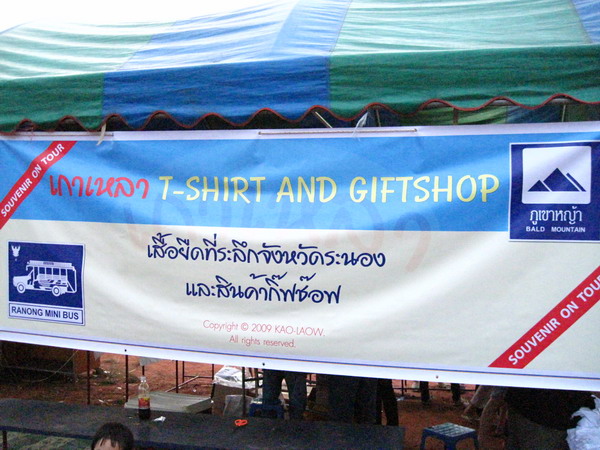 SOUVENIR ON TOUR
เกาเหลา T-SHIRT AND GIFTSHOP
ภูเขาหญ้า
BALD MOUNTAIN
เสื้อยืดที่ระลึกจังหวัดระนอง
และสินค้ากิ๊ฟช๊อฟ
RANONG MINI BUS
Copyright © 2009 KAO-LAOW.
All rights reserved.
SOUVENIR ON TOUR